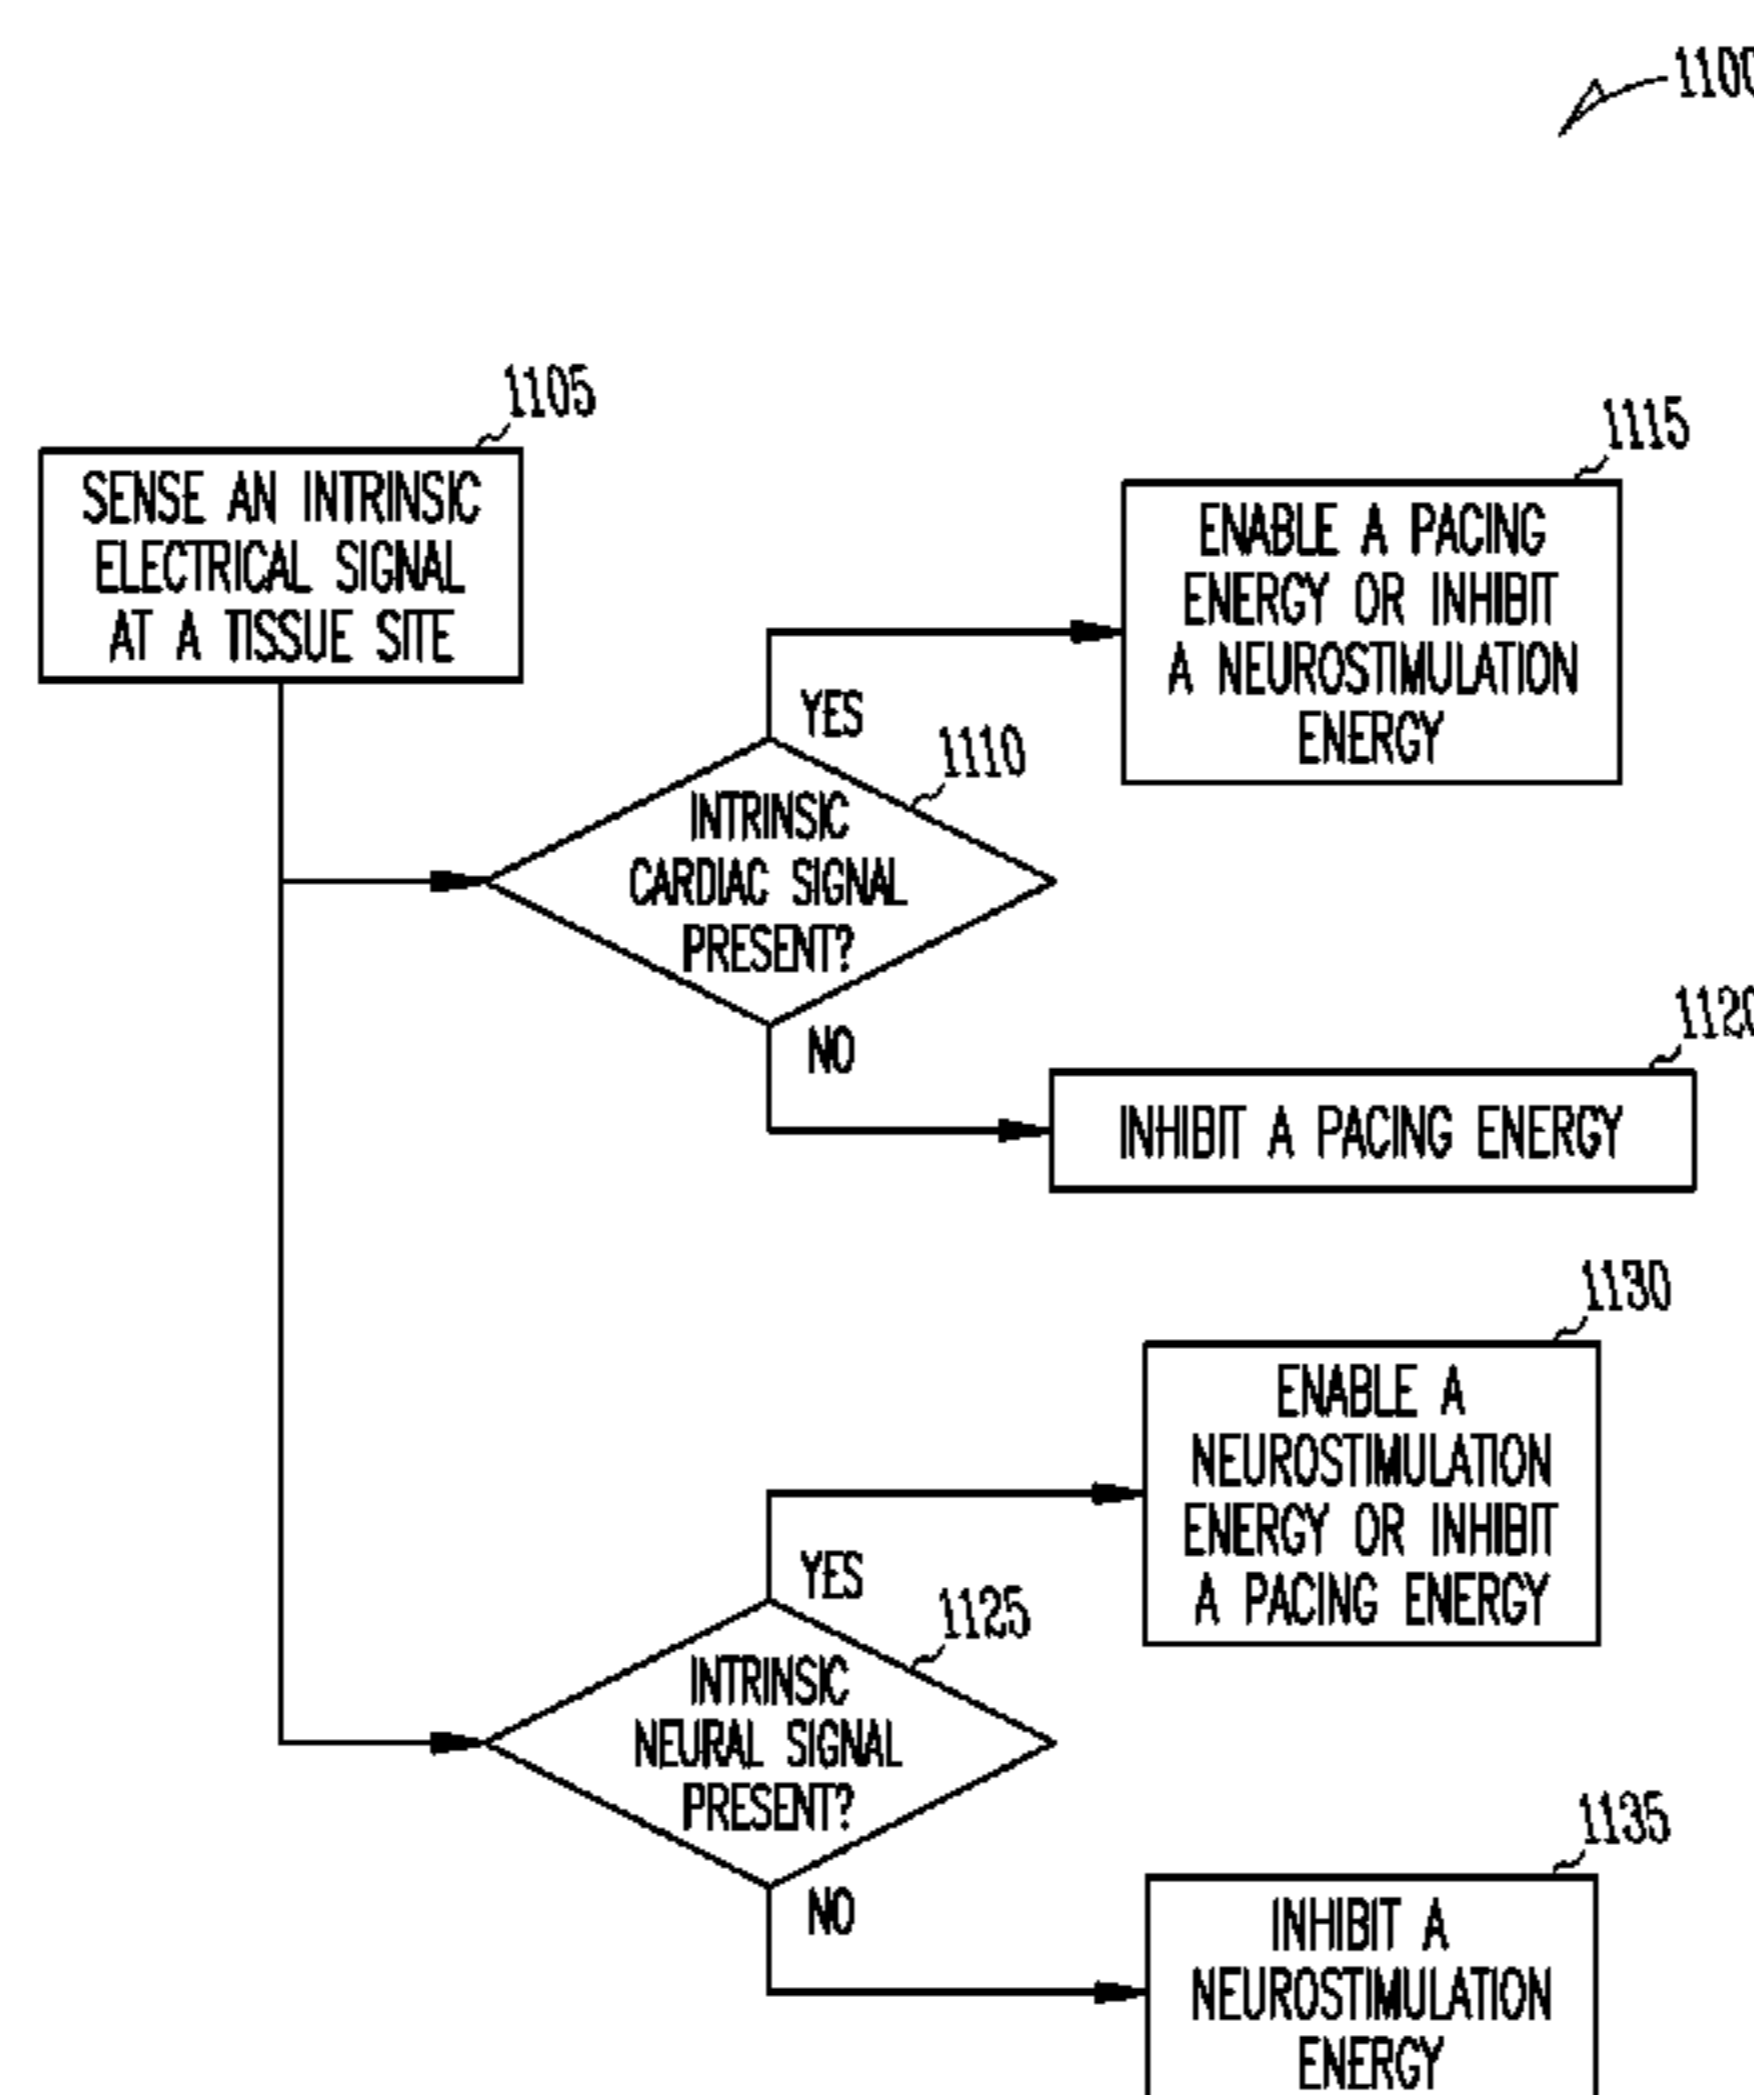 1100
1105
SENSE AN INTRINSIC
ELECTRICAL SIGNAL
AT A TISSUE SITE
1115
ENABLE A PACING
ENERGY OR INHIBIT
A NEUROSTIMULATION
ENERGY
YES
1110
INTRINSIC
CARDIAC SIGNAL
PRESENT?
NO
1120
INHIBIT A PACING ENERGY
1130
ENABLE A
NEUROSTIMULATION
ENERGY OR INHIBIT
A PACING ENERGY
YES
1125
INTRINSIC
NEURAL SIGNAL
PRESENT?
NO
1135
INHIBIT A
NEUROSTIMULATION
ENERGY